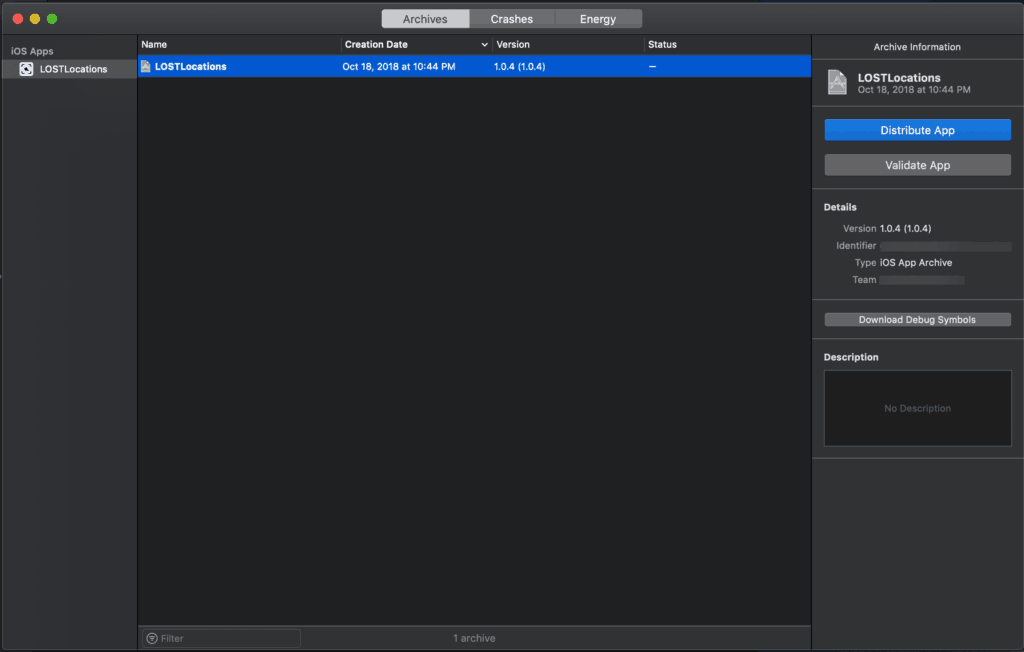 Archives Crashes Energy
iOS Apps
LOSTLocations
Name Creation Date Version Status
LOSTLocations Oct 18, 2018 at 10:44 PM 1.0.4 (1.0.4) --
Filter
1 archive
Archive Information
LOSTLocations
Oct 18, 2018 at 10:44 PM
Distribute App
Validate App
Details
Version 1.0.4 (1.0.4)
Identifier
Type iOS App Archive
Team
Download Debug Symbols
Description
No Description